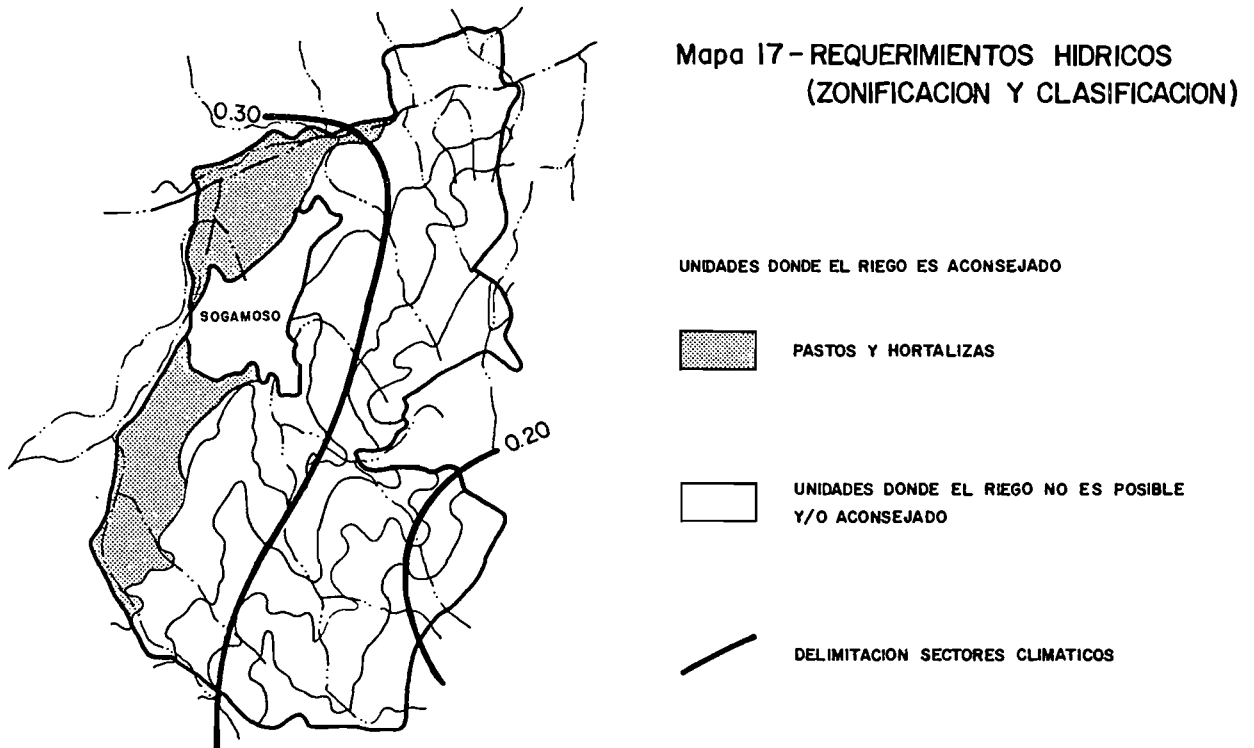 Mapa 17 - REQUERIMIENTOS HIDRICOS
(ZONIFICACION Y CLASIFICACION)
0.30
SOGAMOSO
0.20
UNIDADES DONDE EL RIEGO ES ACONSEJADO
PASTOS Y HORTALIZAS
UNIDADES DONDE EL RIEGO NO ES POSIBLE
Y/O ACONSEJADO
DELIMITACION SECTORES CLIMATICOS